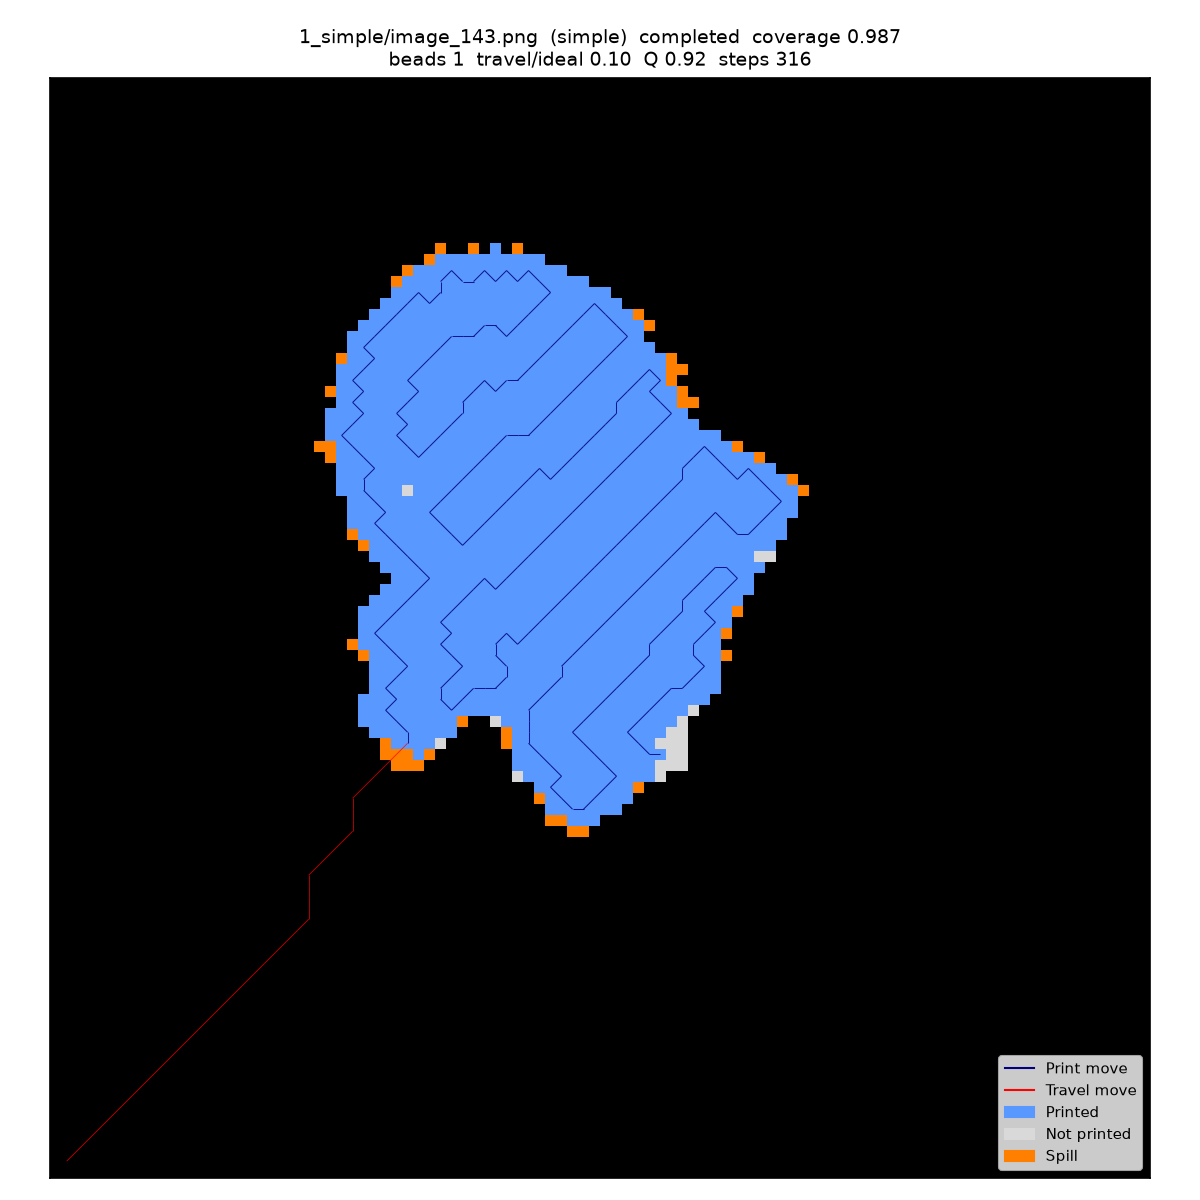 1_simple/image_143.png  (simple)  completed  coverage 0.987
beads 1  travel/ideal 0.10  Q 0.92  steps 316
Print move
Travel move
Printed
Not printed
Spill